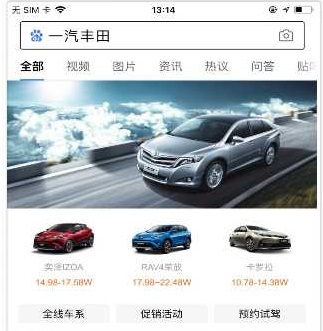 无 SIM 卡 13:14
一汽丰田
全部 视频 图片 资讯 热议 问答 贴
奕泽IZOA RAV4荣放 卡罗拉
14.98-17.58W 17.98-22.48W 10.78-14.38W
全线车系 促销活动 预约试驾